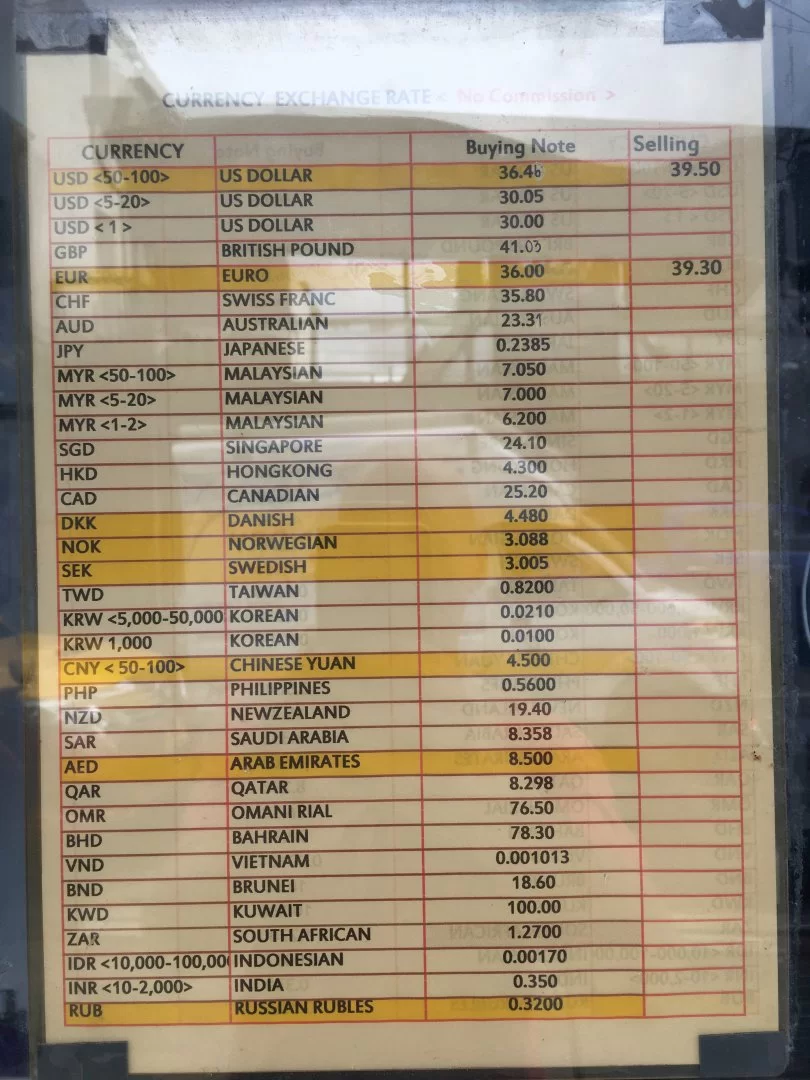 CURRENCY EXCHANGE RATE < No Commission >
CURRENCY Buying Note Selling
USD <50-100> US DOLLAR 36.46 39.50
USD <5-20> US DOLLAR 30.05
USD < 1 > US DOLLAR 30.00
GBP BRITISH POUND 41.03
EUR EURO 36.00 39.30
CHF SWISS FRANC 35.80
AUD AUSTRALIAN 23.31
JPY JAPANESE 0.2385
MYR <50-100> MALAYSIAN 7.050
MYR <5-20> MALAYSIAN 7.000
MYR <1-2> MALAYSIAN 6.200
SGD SINGAPORE 24.10
HKD HONGKONG 4.300
CAD CANADIAN 25.20
DKK DANISH 4.480
NOK NORWEGIAN 3.088
SEK SWEDISH 3.005
TWD TAIWAN 0.8200
KRW <5,000-50,000 KOREAN 0.0210
KRW 1,000 KOREAN 0.0100
CNY < 50-100> CHINESE YUAN 4.500
PHP PHILIPPINES 0.5600
NZD NEWZEALAND 19.40
SAR SAUDI ARABIA 8.358
AED ARAB EMIRATES 8.500
QAR QATAR 8.298
OMR OMANI RIAL 76.50
BHD BAHRAIN 78.30
VND VIETNAM 0.001013
BND BRUNEI 18.60
KWD KUWAIT 100.00
ZAR SOUTH AFRICAN 1.2700
IDR <10,000-100,00 INDONESIAN 0.00170
INR <10-2,000> INDIA 0.350
RUB RUSSIAN RUBLES 0.3200